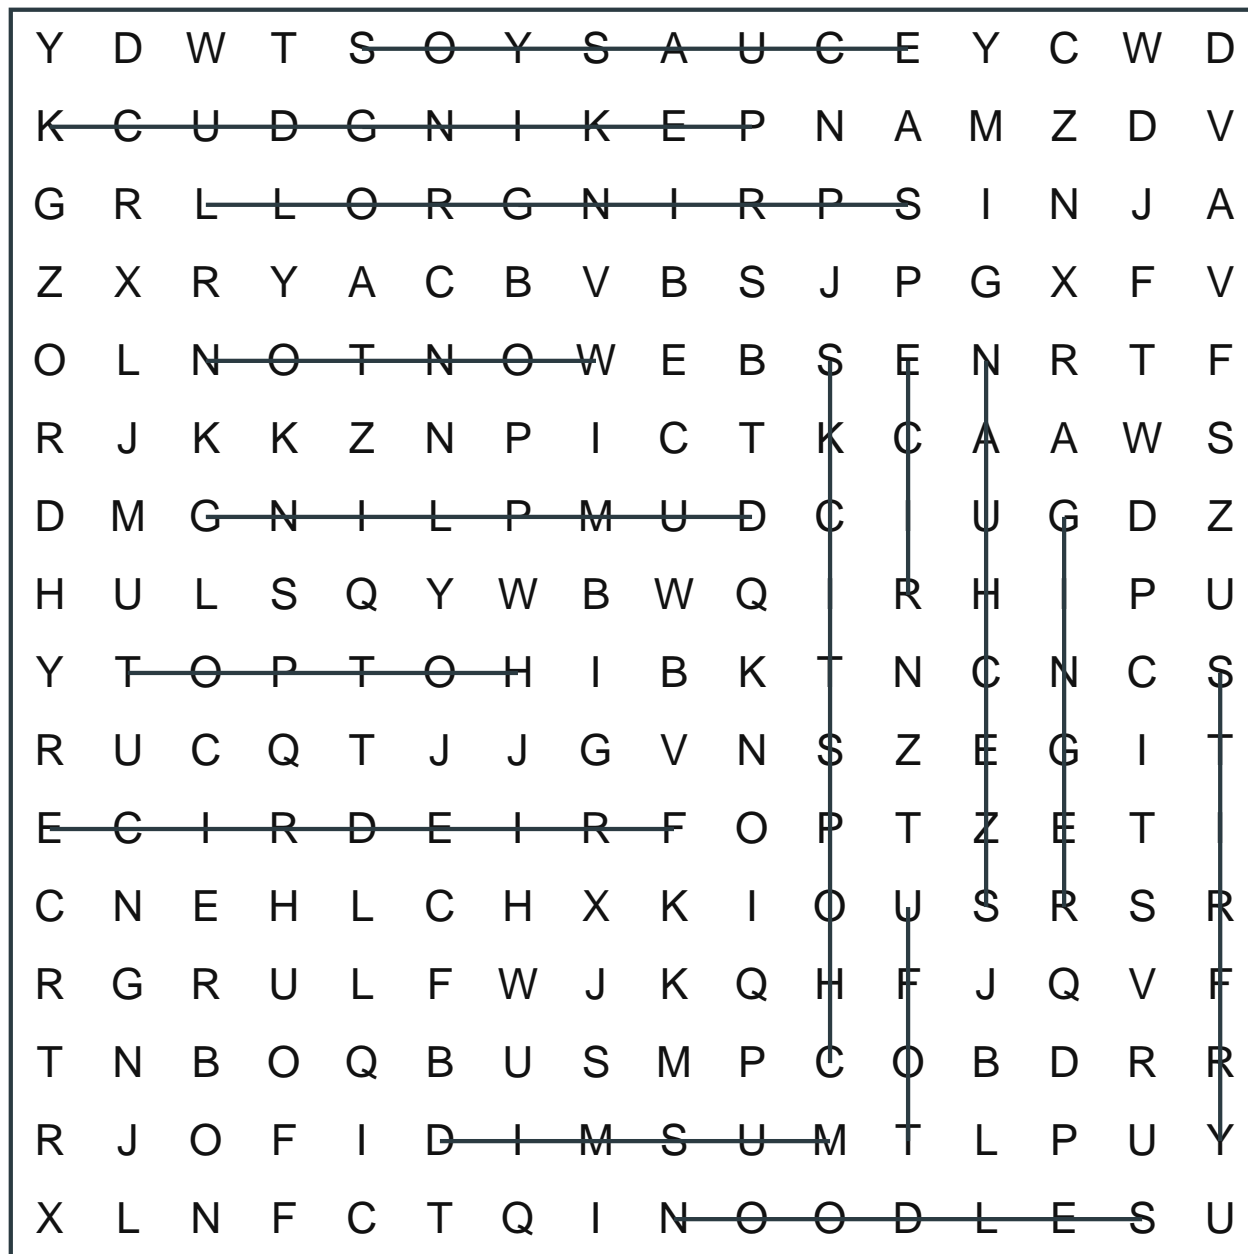 Y D W T S O Y S A U C E Y C W D
K C U D G N I K E P N A M Z D V
G R L L O R G N I R P S I N J A
Z X R Y A C B V B S J P G X F V
O L N O T N O W E B S E N R T F
R J K K Z N P I C T K C A A W S
D M G N I L P M U D C I U G D Z
H U L S Q Y W B W Q I R H I P U
Y T O P T O H I B K T N C N C S
R U C Q T J J G V N S Z E G I T
E C I R D E I R F O P T Z E T I
C N E H L C H X K I O U S R S R
R G R U L F W J K Q H F J Q V F
T N B O Q B U S M P C O B D R R
R J O F I D I M S U M T L P U Y
X L N F C T Q I N O O D L E S U